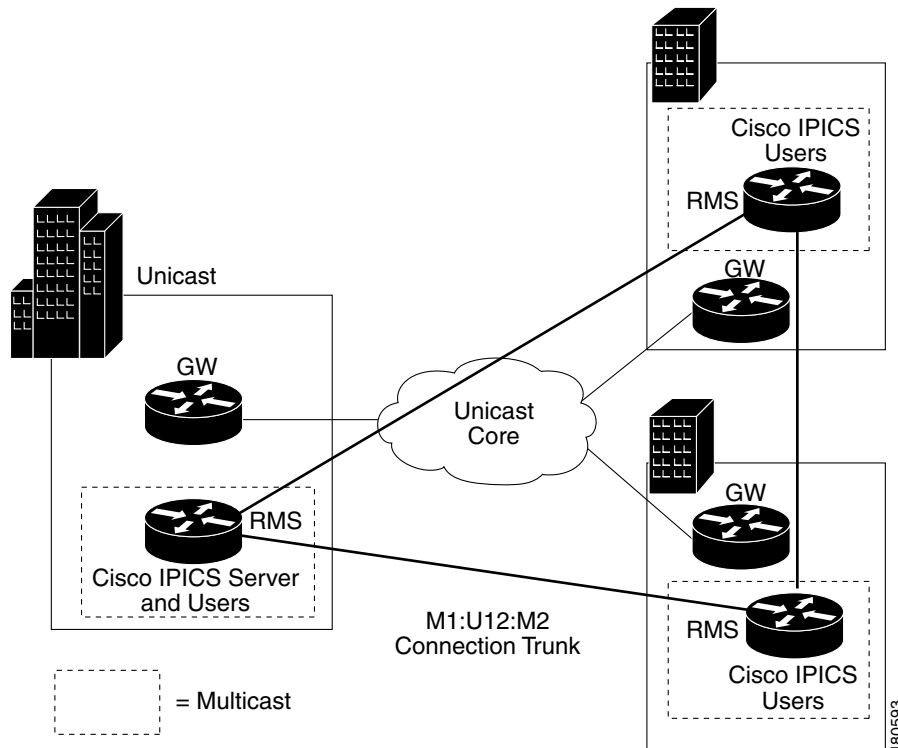 Cisco IPICS
Users
RMS
GW
Unicast
GW
Unicast
Core
GW
RMS
Cisco IPICS Server
and Users
M1:U12:M2
Connection Trunk
RMS
Cisco IPICS
Users
= Multicast
180593